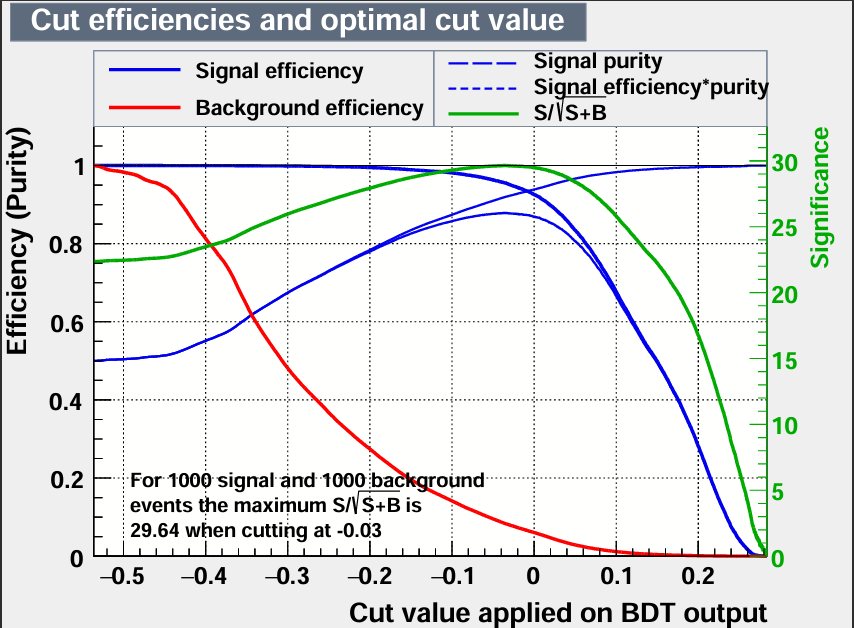 Cut efficiencies and optimal cut value
Signal efficiency
Background efficiency
Signal purity
Signal efficiency*purity
S/√S+B
Efficiency (Purity)
1
0.8
0.6
0.4
0.2
0
30
25
20
15
10
5
0
Significance
For 1000 signal and 1000 background
events the maximum S/√S+B is
29.64 when cutting at -0.03
−0.5 −0.4 −0.3 −0.2 −0.1 0 0.1 0.2
Cut value applied on BDT output